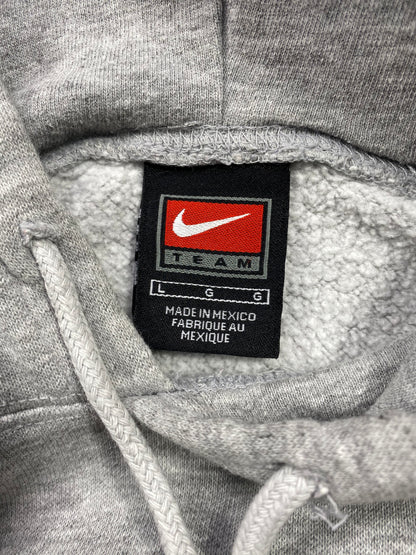 TEAM
L G G
MADE IN MEXICO
FABRIQUE AU
MEXIQUE